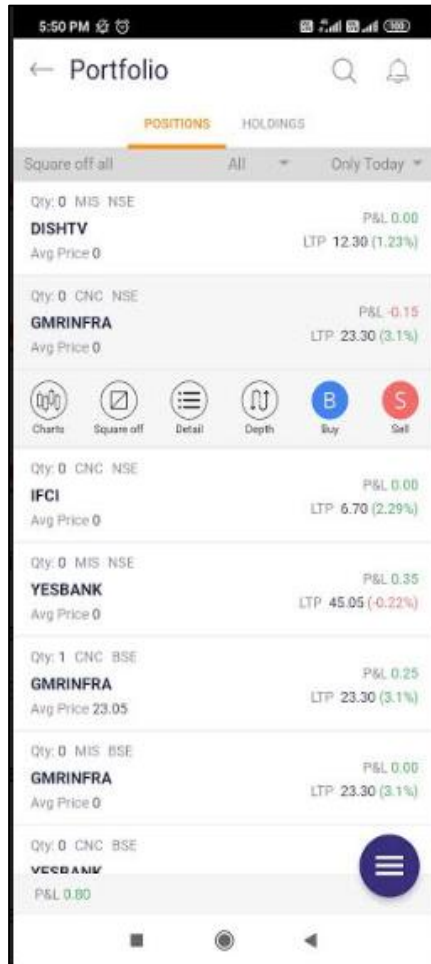 5:50 PM
Portfolio
POSITIONS HOLDINGS
Square off all All Only Today
Qty: 0 MIS NSE
P&L 0.00
DISHTV
LTP 12.30 (1.23%)
Avg Price 0
Qty: 0 CNC NSE
P&L -0.15
GMRINFRA
LTP 23.30 (3.1%)
Avg Price 0
B S
Charts Square off Detail Depth Buy Sell
Qty: 0 CNC NSE
P&L 0.00
IFCI
LTP 6.70 (2.29%)
Avg Price 0
Qty: 0 MIS NSE
P&L 0.35
YESBANK
LTP 45.05 (-0.22%)
Avg Price 0
Qty: 1 CNC BSE
P&L 0.25
GMRINFRA
LTP 23.30 (3.1%)
Avg Price 23.05
Qty: 0 MIS BSE
P&L 0.00
GMRINFRA
LTP 23.30 (3.1%)
Avg Price 0
Qty: 0 CNC BSE
YESBANK
P&L 0.80